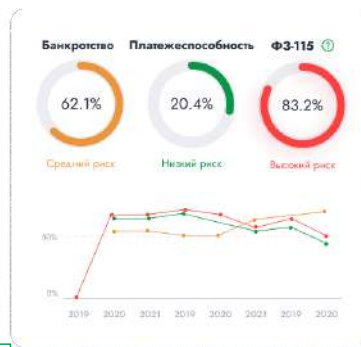 Банкротство Платежеспособность ФЗ-115 ?
62.1% 20.4% 83.2%
Средний риск Низкий риск Высокий риск
60%
0%
2019 2020 2021 2019 2020 2021 2019 2020